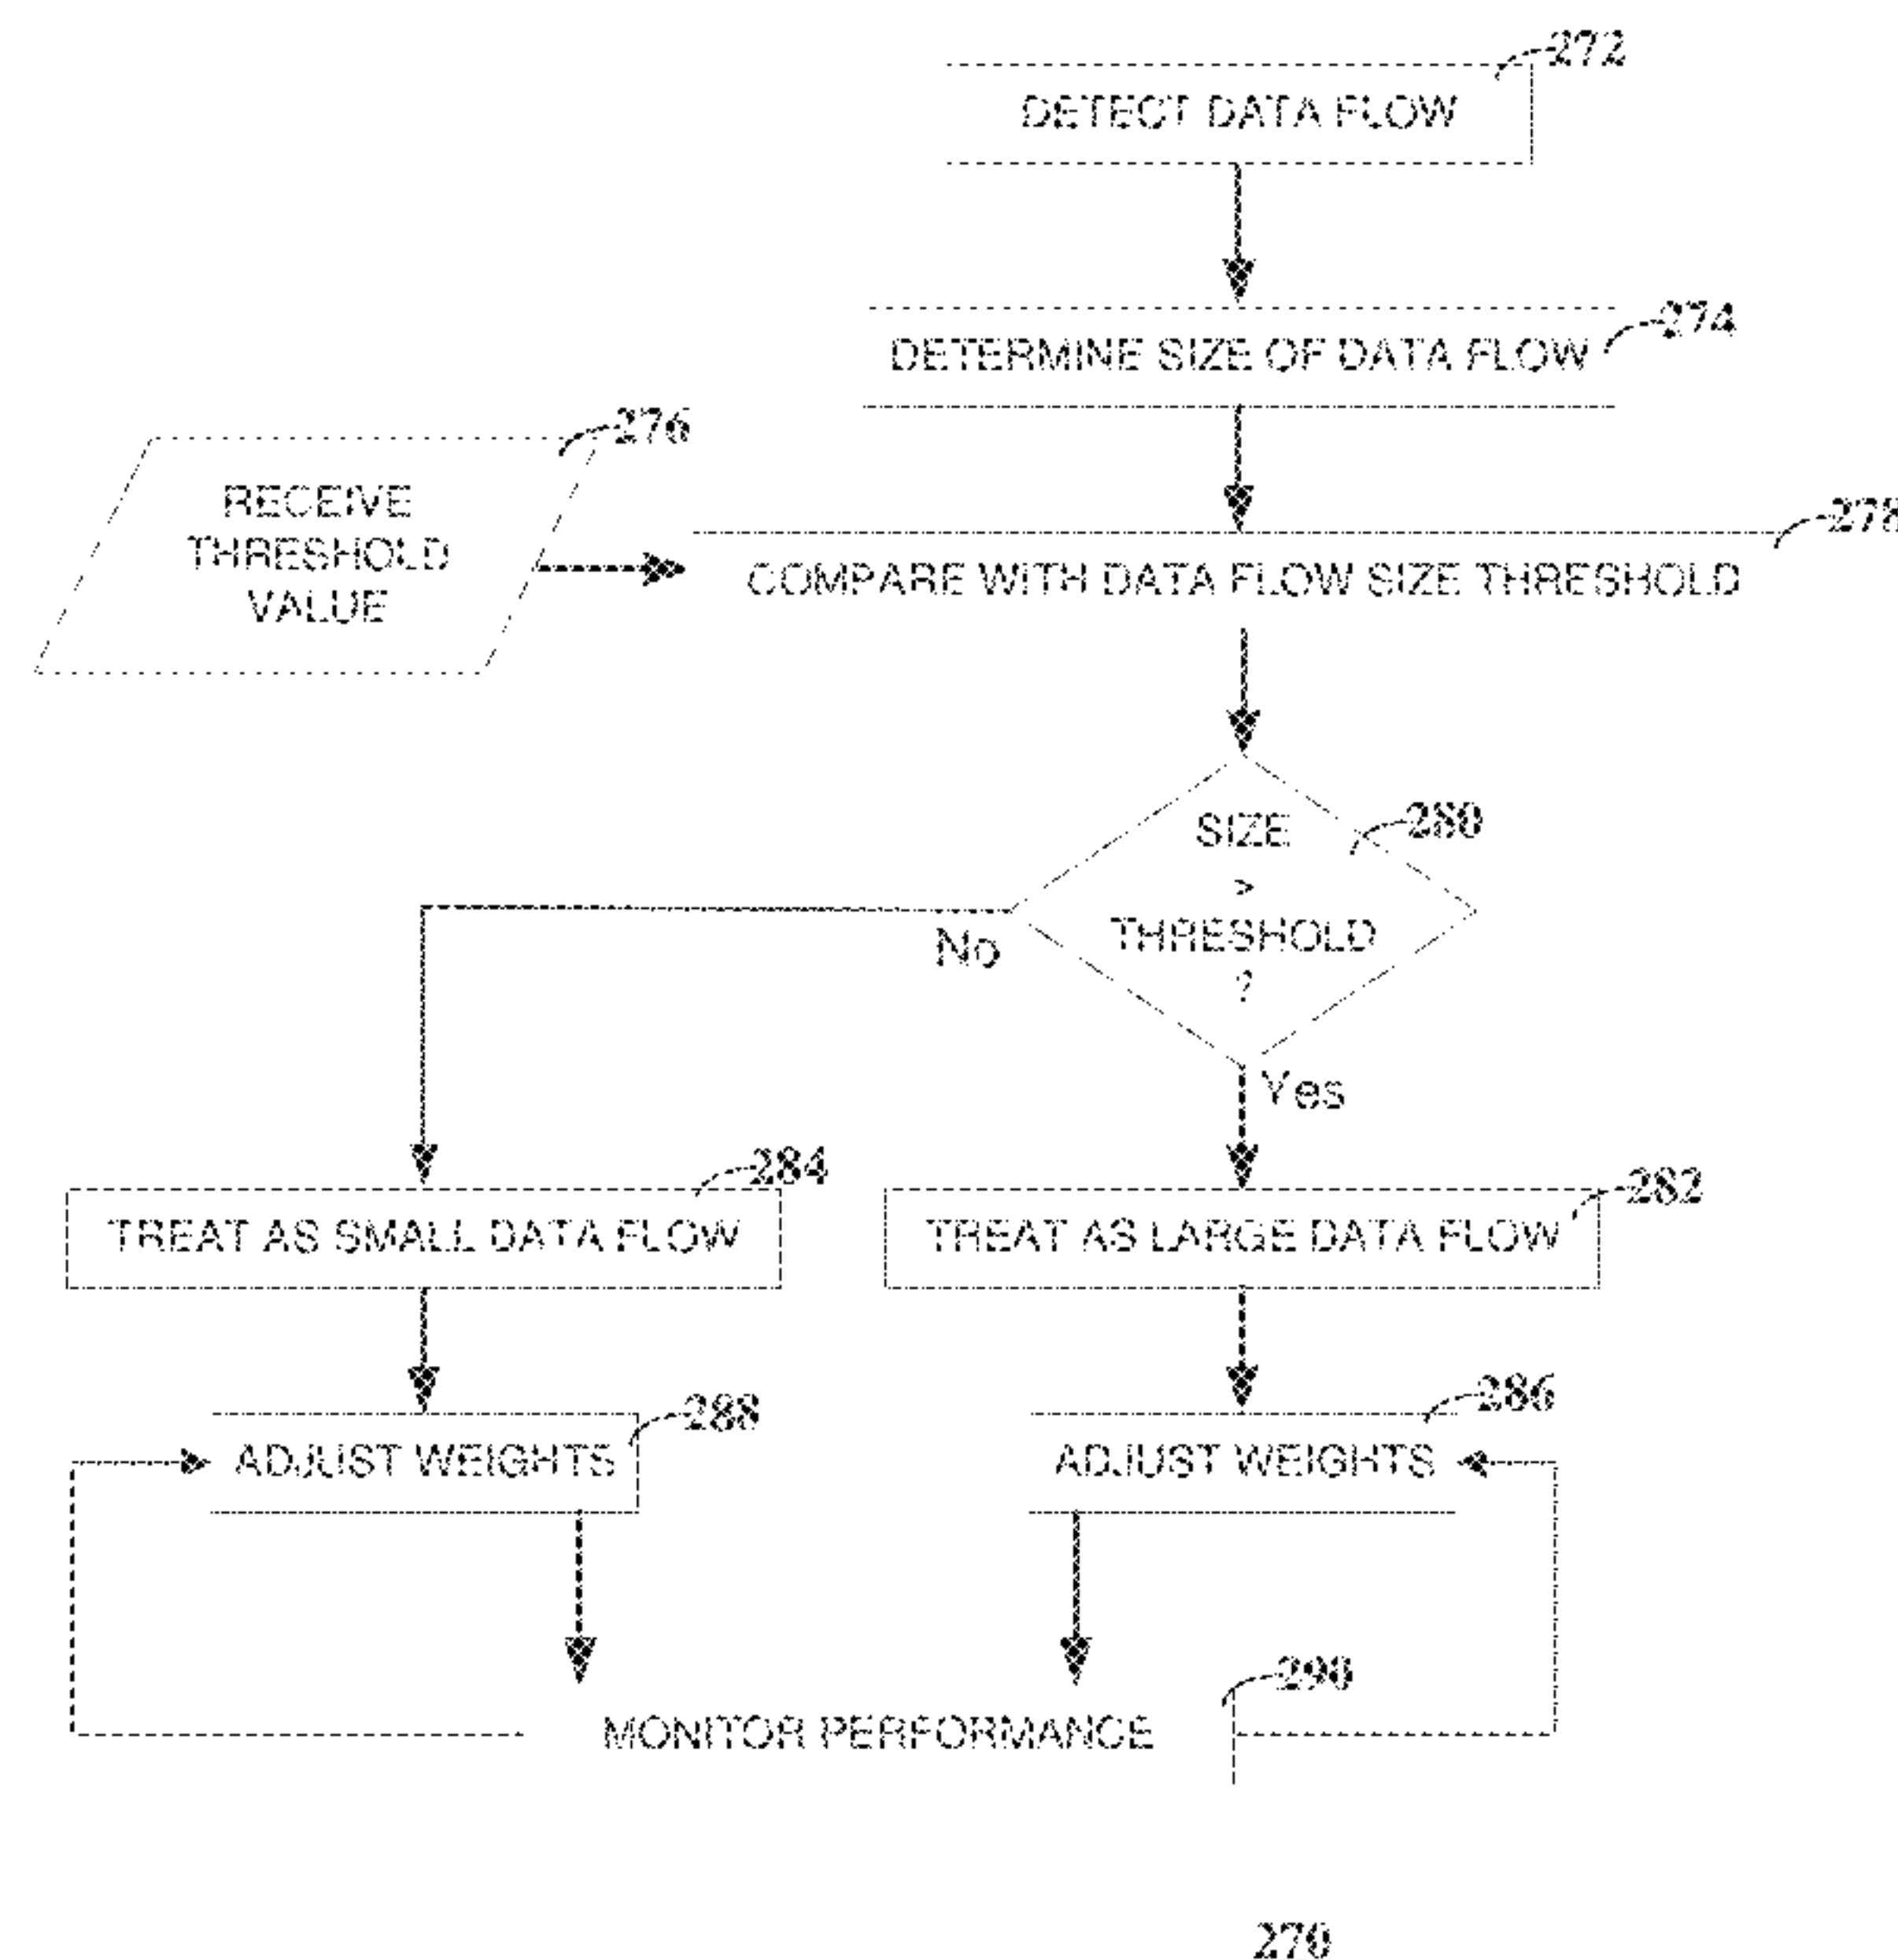 272
DETECT DATA FLOW
274
DETERMINE SIZE OF DATA FLOW
276
RECEIVE
THRESHOLD
VALUE
278
COMPARE WITH DATA FLOW SIZE THRESHOLD
280
SIZE
>
THRESHOLD
?
No
Yes
284
TREAT AS SMALL DATA FLOW
282
TREAT AS LARGE DATA FLOW
288
ADJUST WEIGHTS
286
ADJUST WEIGHTS
290
MONITOR PERFORMANCE
270